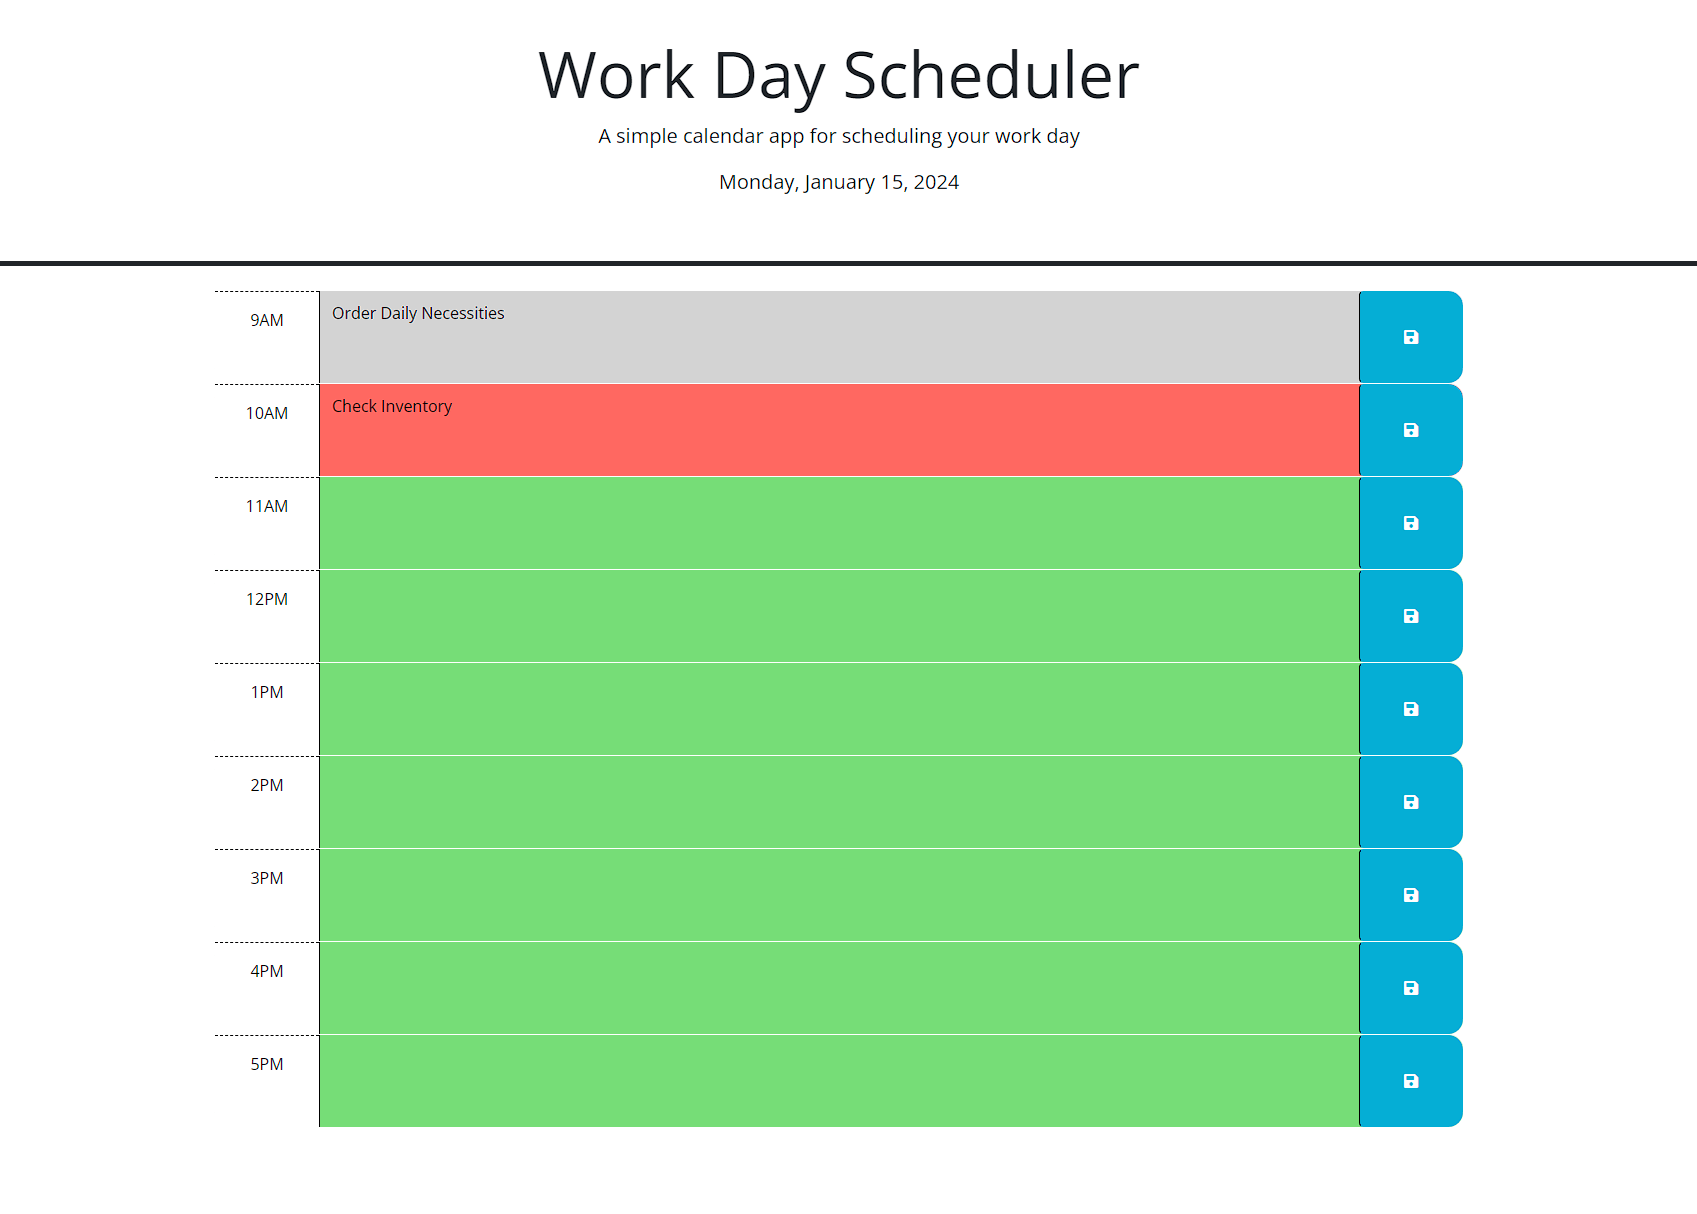 Work Day Scheduler
A simple calendar app for scheduling your work day
Monday, January 15, 2024
9AM
Order Daily Necessities
10AM
Check Inventory
11AM
12PM
1PM
2PM
3PM
4PM
5PM